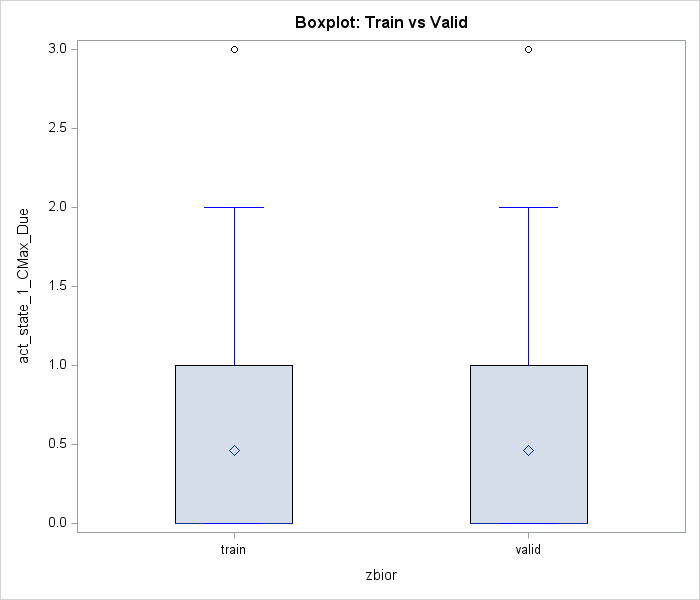 Boxplot: Train vs Valid
3.0
2.5
2.0
1.5
1.0
0.5
0.0
act_state_1_CMax_Due
train
valid
zbior